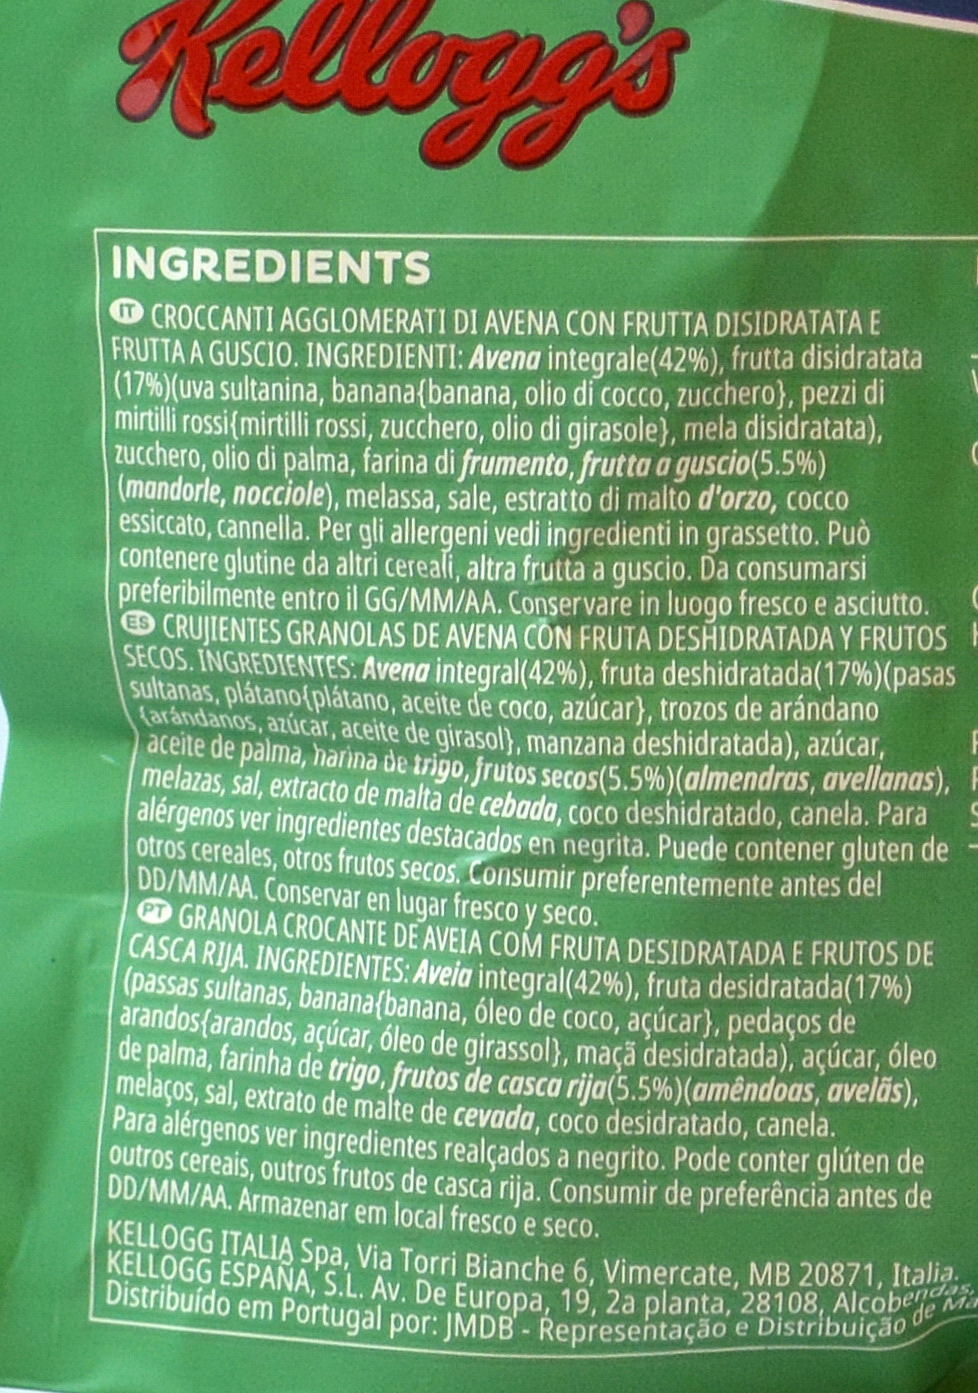 Kellogg's
INGREDIENTS
IT CROCCANTI AGGLOMERATI DI AVENA CON FRUTTA DISIDRATATA E
FRUTTA A GUSCIO. INGREDIENTI: Avena integrale(42%), frutta disidratata
(17%)(uva sultanina, banana{banana, olio di cocco, zucchero}, pezzi di
mirtilli rossi{mirtilli rossi, zucchero, olio di girasole}, mela disidratata),
zucchero, olio di palma, farina di frumento, frutta a guscio(5.5%)
(mandorle, nocciole), melassa, sale, estratto di malto d'orzo, cocco
essiccato, cannella. Per gli allergeni vedi ingredienti in grassetto. Può
contenere glutine da altri cereali, altra frutta a guscio. Da consumarsi
preferibilmente entro il GG/MM/AA. Conservare in luogo fresco e asciutto.
ES CRUJIENTES GRANOLAS DE AVENA CON FRUTA DESHIDRATADA Y FRUTOS
SECOS. INGREDIENTES: Avena integral(42%), fruta deshidratada(17%)(pasas
sultanas, plátano{plátano, aceite de coco, azúcar}, trozos de arándano
{arándanos, azúcar, aceite de girasol}, manzana deshidratada), azúcar,
aceite de palma, harina de trigo, frutos secos(5.5%)(almendras, avellanas),
melazas, sal, extracto de malta de cebada, coco deshidratado, canela. Para
alérgenos ver ingredientes destacados en negrita. Puede contener gluten de
otros cereales, otros frutos secos. Consumir preferentemente antes del
DD/MM/AA. Conservar en lugar fresco y seco.
PT GRANOLA CROCANTE DE AVEIA COM FRUTA DESIDRATADA E FRUTOS DE
CASCA RIJA. INGREDIENTES: Aveia integral(42%), fruta desidratada(17%)
(passas sultanas, banana{banana, óleo de coco, açúcar}, pedaços de
arandos{arandos, açúcar, óleo de girassol}, maçã desidratada), açúcar, óleo
de palma, farinha de trigo, frutos de casca rija(5.5%)(amêndoas, avelãs),
melaços, sal, extrato de malte de cevada, coco desidratado, canela.
Para alérgenos ver ingredientes realçados a negrito. Pode conter glúten de
outros cereais, outros frutos de casca rija. Consumir de preferência antes de
DD/MM/AA. Armazenar em local fresco e seco.
KELLOGG ITALIA Spa, Via Torri Bianche 6, Vimercate, MB 20871, Italia.
KELLOGG ESPAÑA, S.L. Av. De Europa, 19, 2a planta, 28108, Alcobendas,
Distribuído em Portugal por: JMDB - Representação e Distribuição de